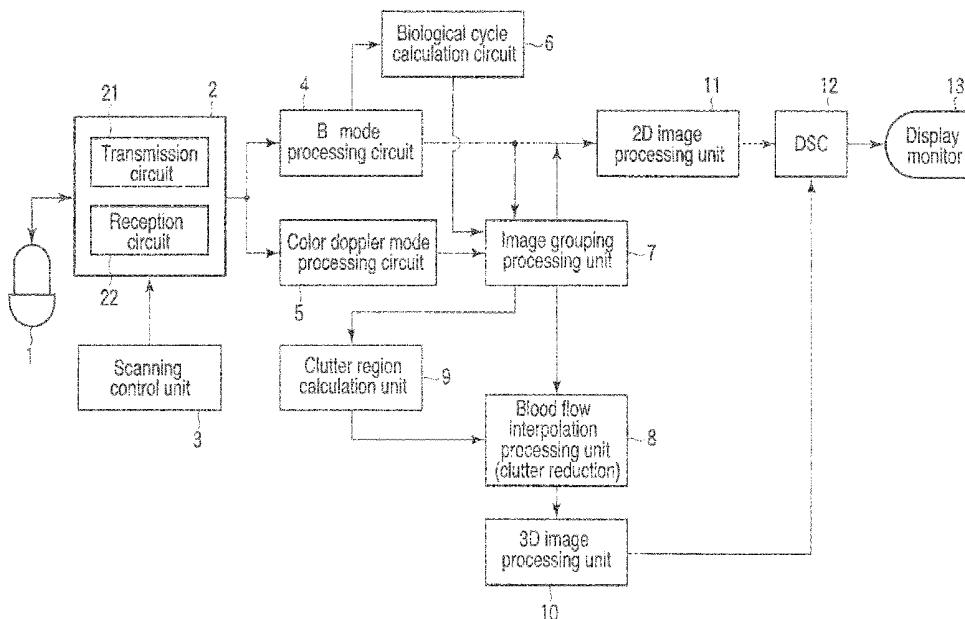 Biological cycle
calculation circuit
6
4
11
12
13
21
2
B mode
processing circuit
2D image
processing unit
DSC
Display
monitor
Transmission
circuit
Reception
circuit
22
Color doppler mode
processing circuit
5
Image grouping
processing unit
7
1
Scanning
control unit
3
Clutter region
calculation unit
9
Blood flow
interpolation
processing unit
(clutter reduction)
8
3D image
processing unit
10